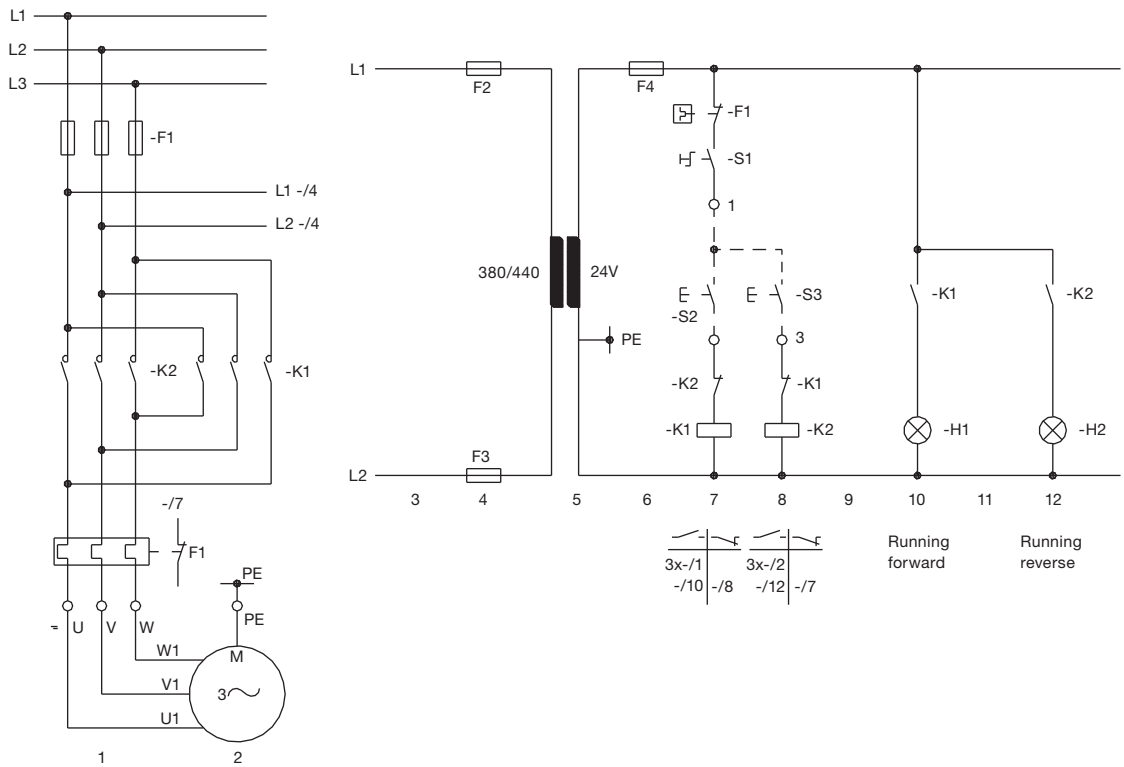 L1
L2
L3
-F1
L1 -/4
L2 -/4
-K2
-K1
-/7
F1
PE
PE
U V W
W1
V1
U1
M
3
1 2
L1
F2
F4
-F1
-S1
1
380/440
24V
PE
-S2
-S3
3
-K2
-K1
-K1
-K2
-K1
-K2
-H1
-H2
L2
F3
3 4 5 6 7 8 9 10 11 12
3x-/1
-/10 -/8
3x-/2
-/12 -/7
Running
forward
Running
reverse